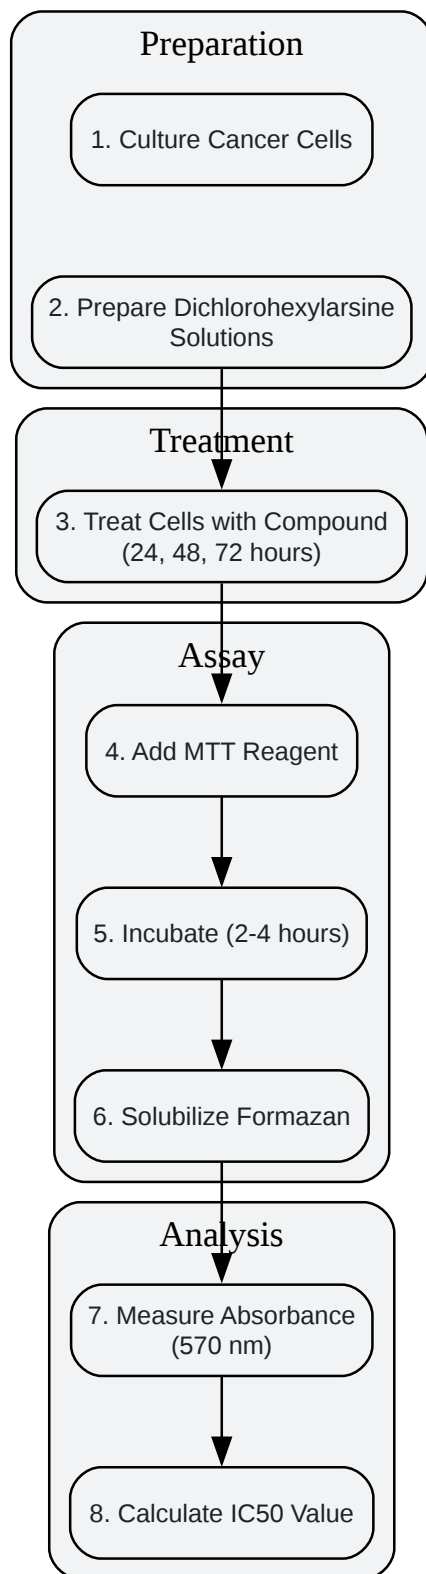 Preparation
1. Culture Cancer Cells
2. Prepare Dichlorohexylarsine
Solutions
Treatment
3. Treat Cells with Compound
(24, 48, 72 hours)
Assay
4. Add MTT Reagent
5. Incubate (2-4 hours)
6. Solubilize Formazan
Analysis
7. Measure Absorbance
(570 nm)
8. Calculate IC50 Value